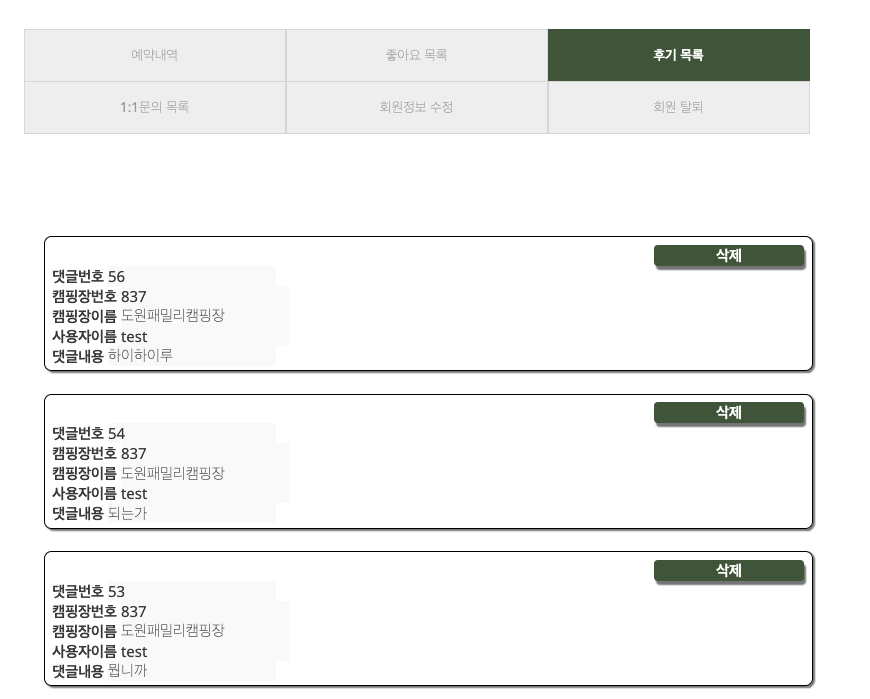 예약내역 좋아요 목록 후기 목록
1:1문의 목록 회원정보 수정 회원 탈퇴
삭제
댓글번호 56
캠핑장번호 837
캠핑장이름 도원패밀리캠핑장
사용자이름 test
댓글내용 하이하이루
삭제
댓글번호 54
캠핑장번호 837
캠핑장이름 도원패밀리캠핑장
사용자이름 test
댓글내용 되는가
삭제
댓글번호 53
캠핑장번호 837
캠핑장이름 도원패밀리캠핑장
사용자이름 test
댓글내용 뭡니까